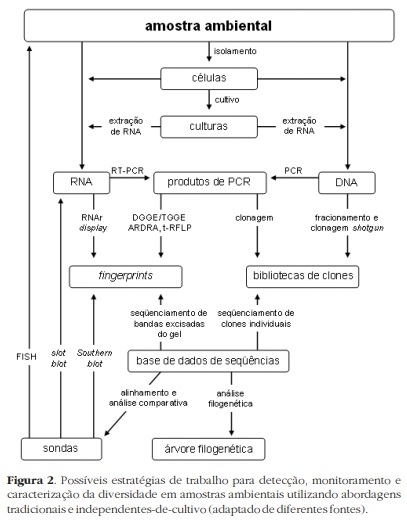 amostra ambiental
isolamento
células
cultivo
extração
de RNA
culturas
extração
de RNA
RNA
RT-PCR
produtos de PCR
PCR
DNA
RNAr
display
DGGE/TGGE
ARDRA, t-RFLP
clonagem
fracionamento e
clonagem shotgun
fingerprints
bibliotecas de clones
seqüenciamento de
bandas excisadas
do gel
seqüenciamento de
clones individuais
FISH
slot
blot
Southern
blot
base de dados de seqüências
alinhamento e
análise comparativa
análise
filogenética
sondas
árvore filogenética
Figura 2. Possíveis estratégias de trabalho para detecção, monitoramento e
caracterização da diversidade em amostras ambientais utilizando abordagens
tradicionais e independentes-de-cultivo (adaptado de diferentes fontes).